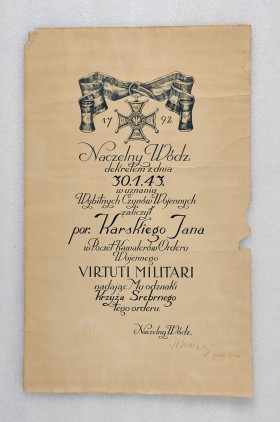 17 92
Naczelny Wódz
dekretem z dnia
30.1.43.
w uznaniu
Wybitnych Czynów Wojennych
zaliczył
por. Karskiego Jana
w Poczet Kawalerów Orderu
Wojennego
VIRTUTI MILITARI
nadając Mu odznaki
Krzyża Srebrnego
tego orderu.
Naczelny Wódz.